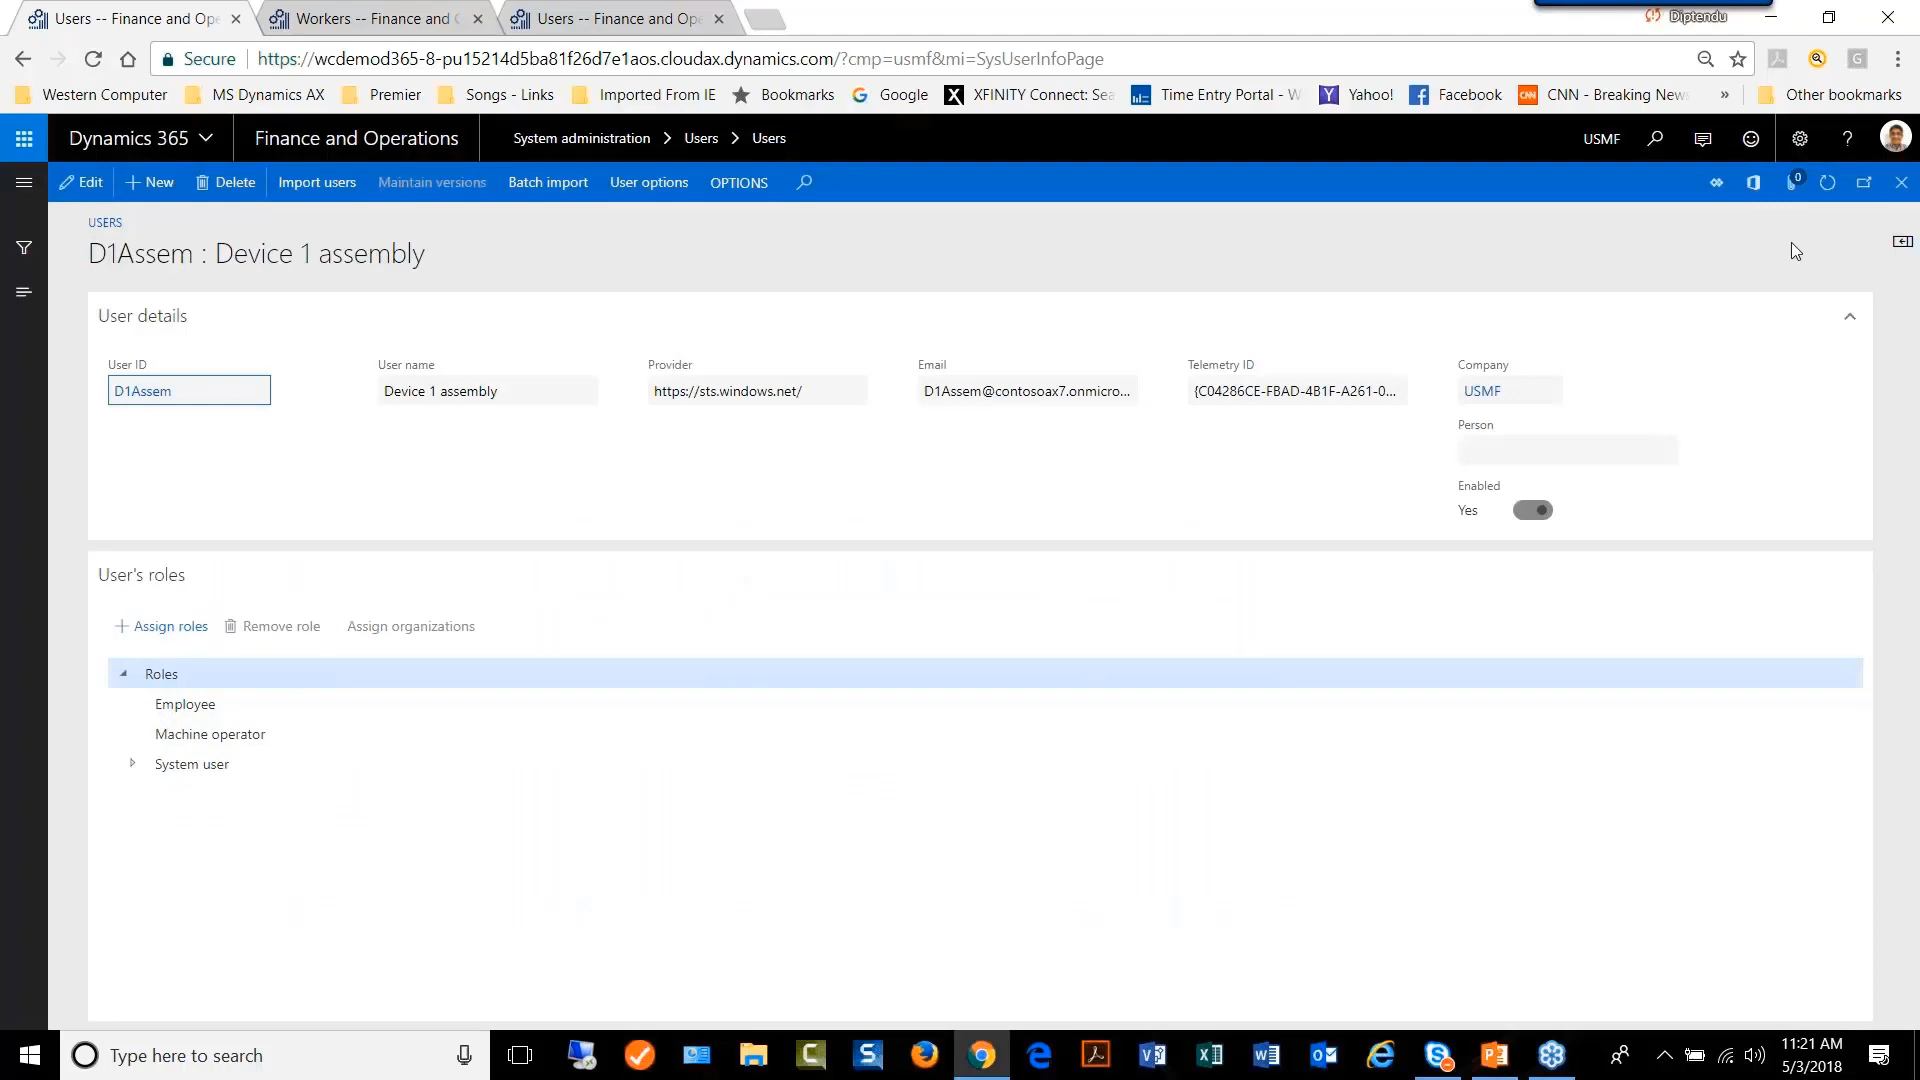 Users -- Finance and Ope
Workers -- Finance and
Users -- Finance and Ope
Diptendu
Secure
https://wcdemod365-8-pu15214d5ba81f26d7e1aos.cloudax.dynamics.com/?cmp=usmf&mi=SysUserInfoPage
G
Western Computer
MS Dynamics AX
Premier
Songs - Links
Imported From IE
Bookmarks
Google
XFINITY Connect: Sea
Time Entry Portal - W
Yahoo!
Facebook
CNN - Breaking New
»
Other bookmarks
Dynamics 365
Finance and Operations
System administration
Users
Users
USMF
?
Edit
New
Delete
Import users
Maintain versions
Batch import
User options
OPTIONS
0
USERS
D1Assem : Device 1 assembly
User details
User ID
User name
Provider
Email
Telemetry ID
Company
D1Assem
Device 1 assembly
https://sts.windows.net/
D1Assem@contosoax7.onmicro...
{C04286CE-FBAD-4B1F-A261-0...
USMF
Person
Enabled
Yes
User's roles
Assign roles
Remove role
Assign organizations
Roles
Employee
Machine operator
System user
Type here to search
11:21 AM
5/3/2018